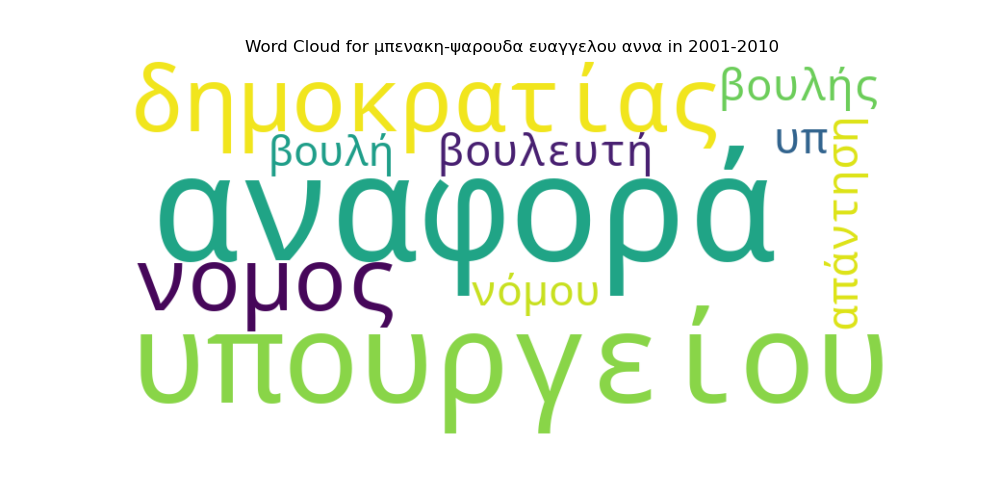 Word Cloud for μπενακη-ψαρουδα ευαγγελου αννα in 2001-2010
δημοκρατίας
βουλής
βουλή
βουλευτή
υπ
απάντηση
αναφορά
νομος
νόμου
υπουργείου